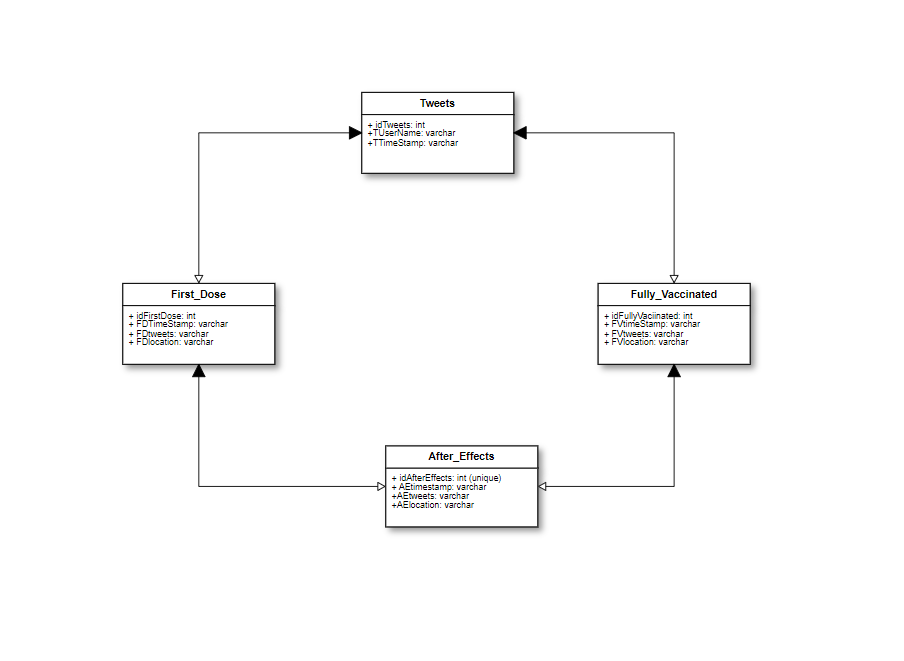 Tweets
+ idTweets: int
+TUserName: varchar
+TTimeStamp: varchar
First_Dose
+ idFirstDose: int
+ FDTimeStamp: varchar
+ FDtweets: varchar
+ FDlocation: varchar
Fully_Vaccinated
+ idFullyVaciinated: int
+ FVtimeStamp: varchar
+ FVtweets: varchar
+ FVlocation: varchar
After_Effects
+ idAfterEffects: int (unique)
+ AEtimestamp: varchar
+AEtweets: varchar
+AElocation: varchar